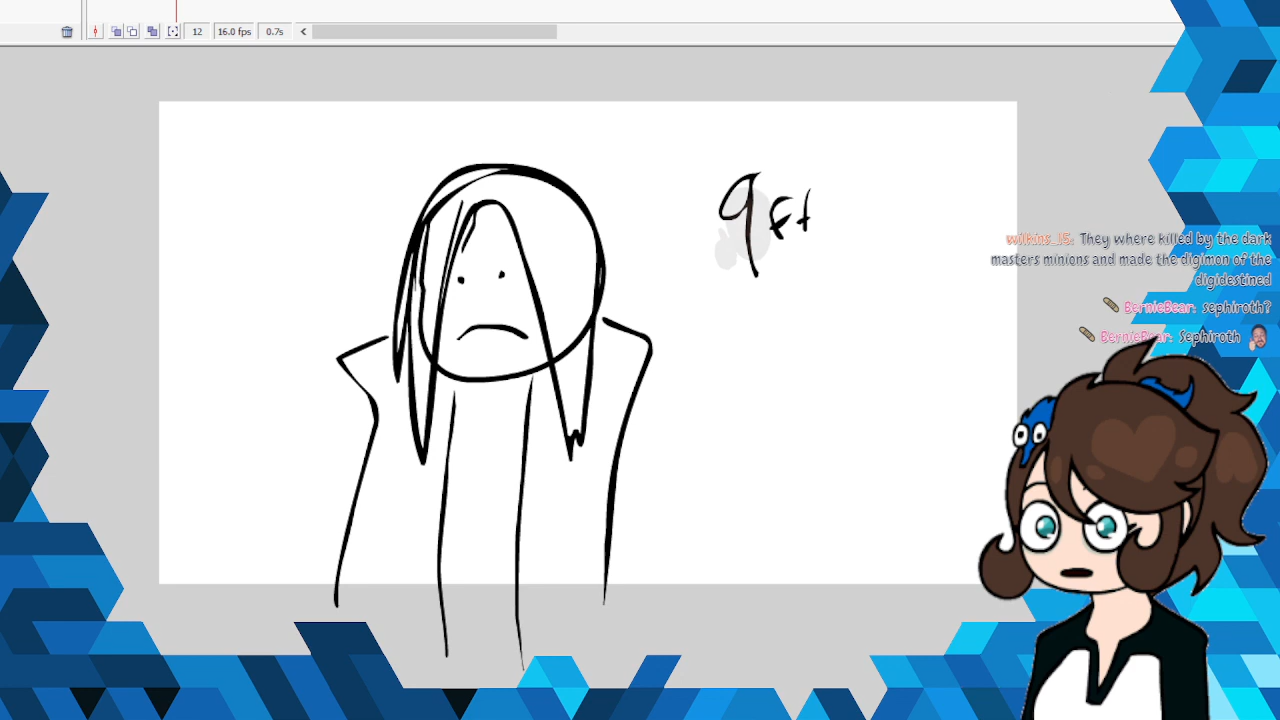 12 16.0 fps 0.7s
9ft
wilkins_15: They where killed by the dark
masters minions and made the digimon of the
digidestined
BernieBear: sephiroth?
BernieBear: Sephiroth